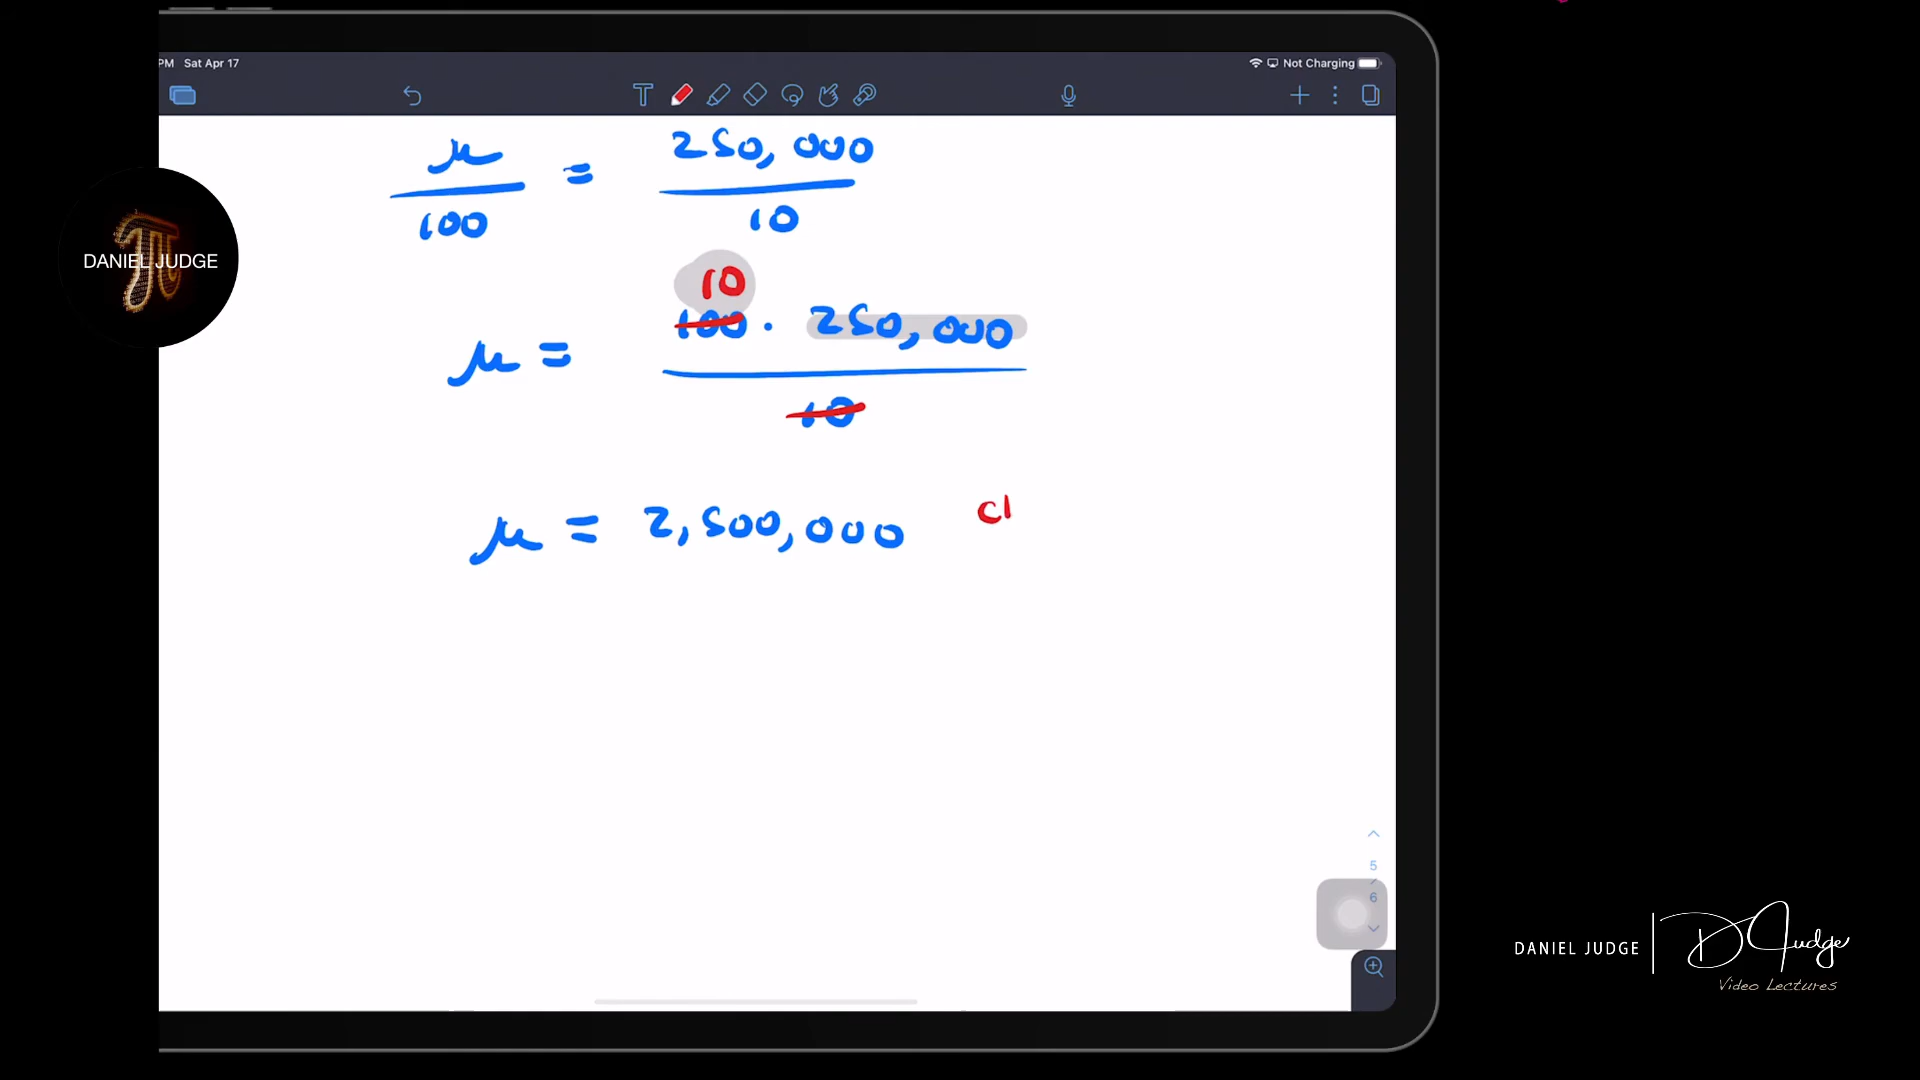 PM Sat Apr 17
Not Charging
T
μ/100 = 250,000/10
10
μ = 100 · 250,000/10
μ = 2,500,000 cl
DANIEL JUDGE
5
/
6
DANIEL JUDGE | DJudge
Video Lectures